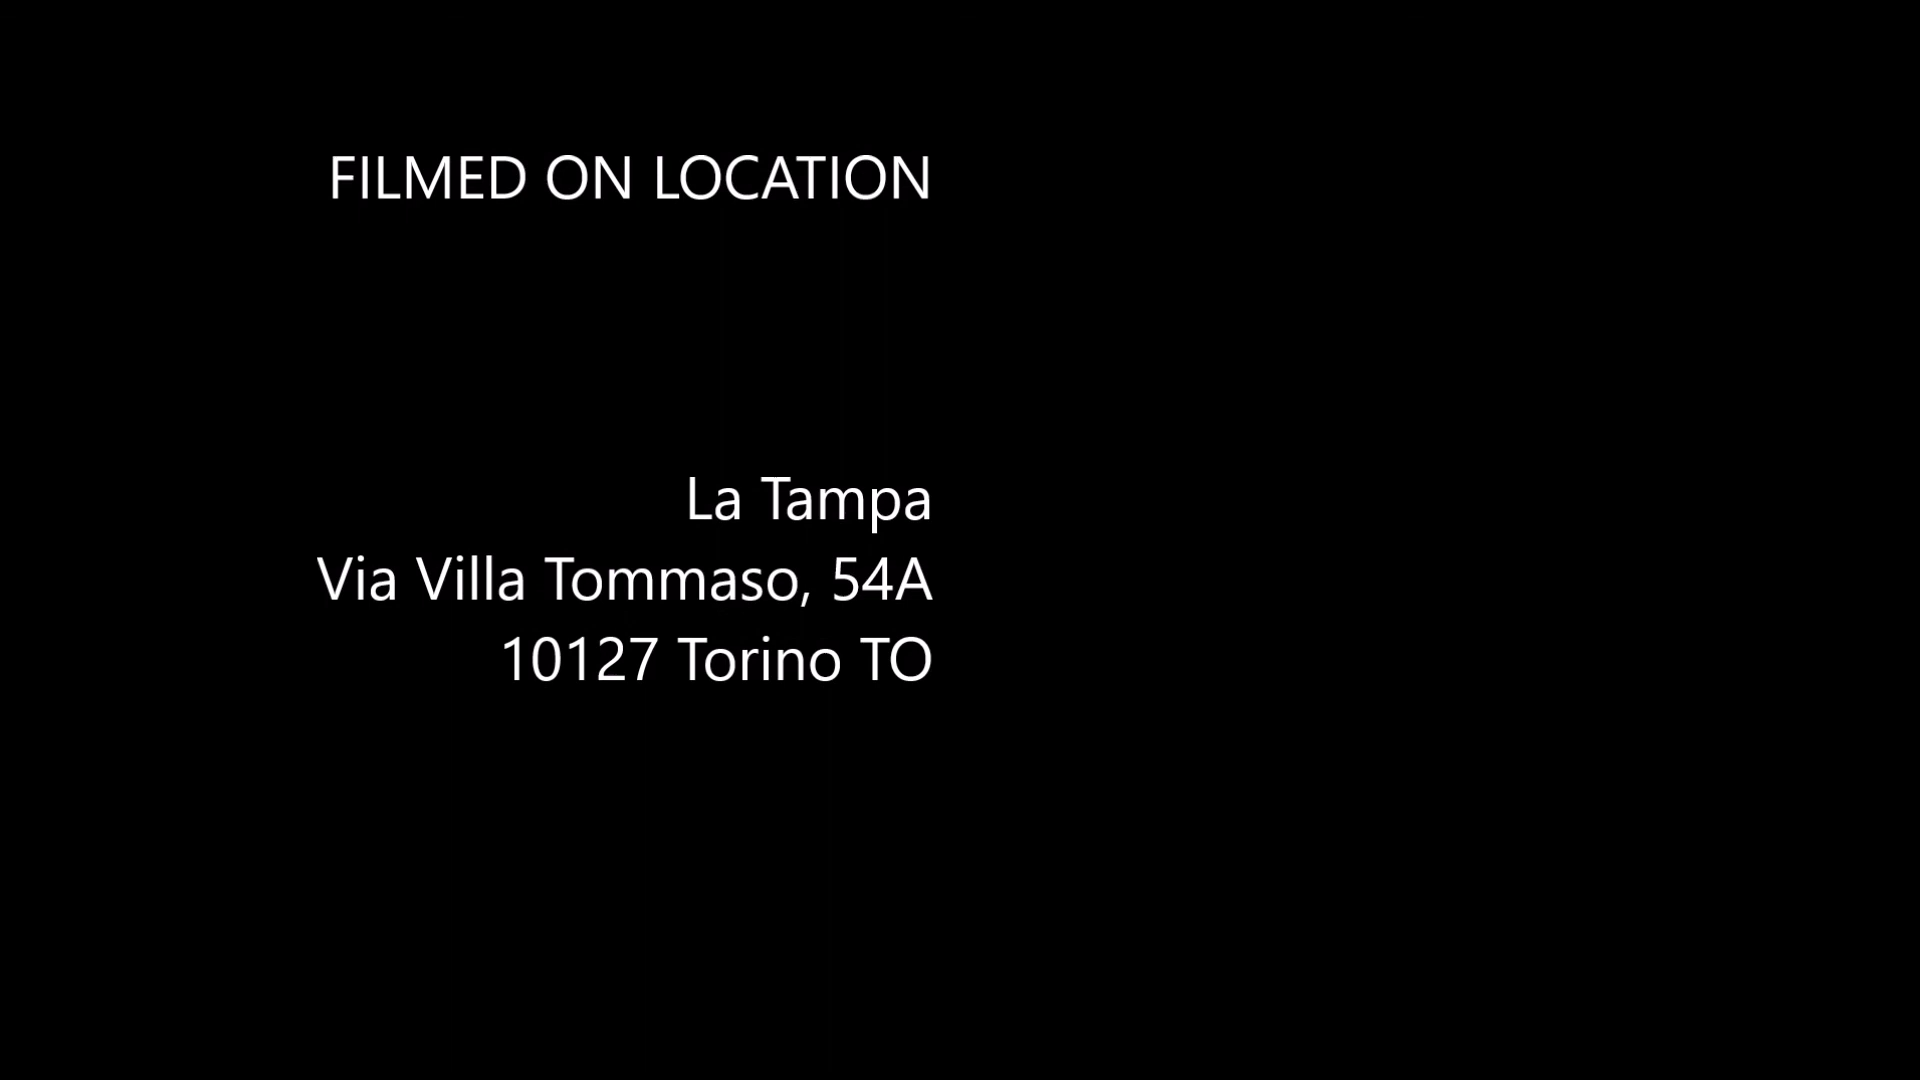 FILMED ON LOCATION
La Tampa
Via Villa Tommaso, 54A
10127 Torino TO